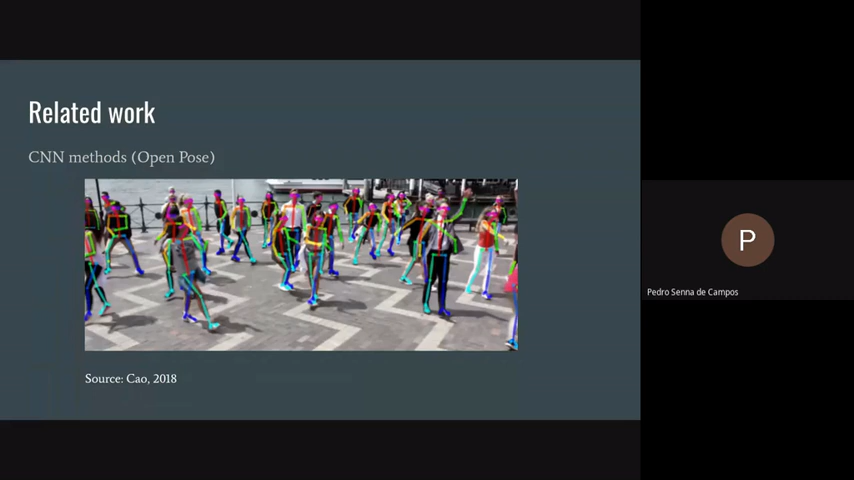 Related work
CNN methods (Open Pose)
Source: Cao, 2018
P
Pedro Senna de Campos